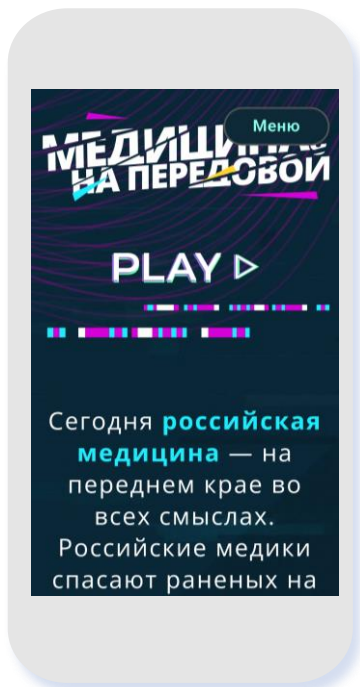 Меню
МЕДИЦИНА
НА ПЕРЕДОВОЙ
PLAY
Сегодня российская
медицина — на
переднем крае во
всех смыслах.
Российские медики
спасают раненых на